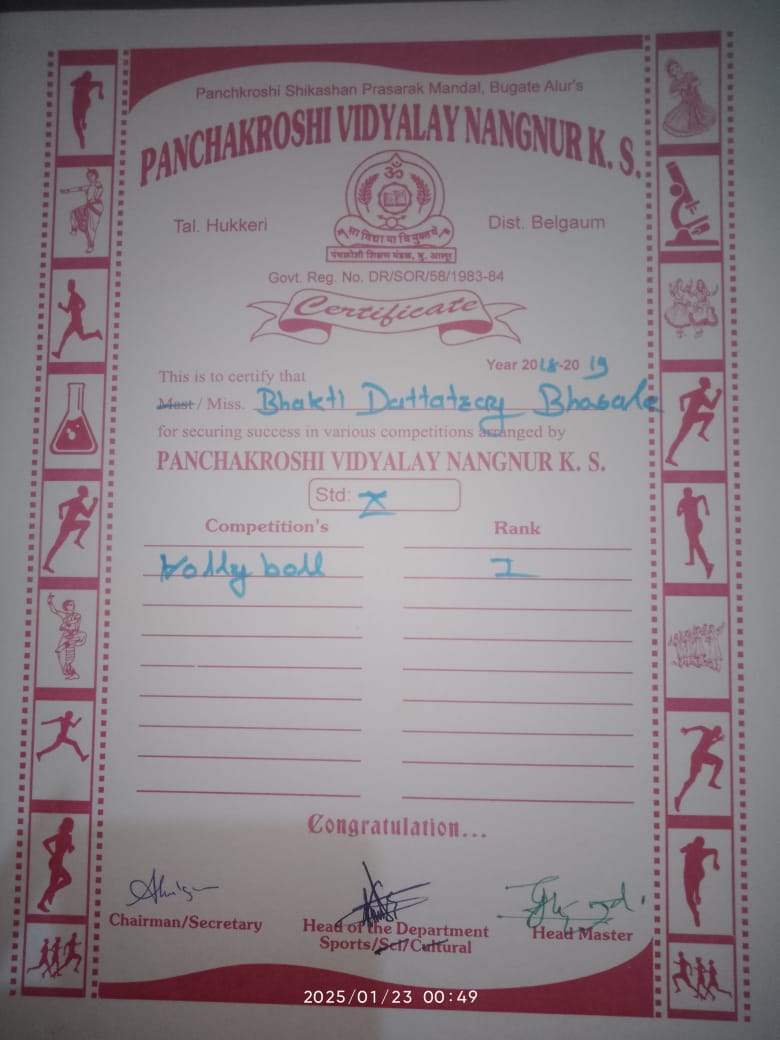 Panchkroshi Shikashan Prasarak Mandal, Bugate Alur's
PANCHAKROSHI VIDYALAY NANGNUR K. S.
ॐ
Tal. Hukkeri
Dist. Belgaum
सा विद्या या विमुक्तये
पंचक्रोशी शिक्षण मंडळ, बु. आलूर
Govt. Reg. No. DR/SOR/58/1983-84
Certificate
Year 2018-2019
This is to certify that
Mast / Miss. Bhakti Dattatray Bhosale
for securing success in various competitions arranged by
PANCHAKROSHI VIDYALAY NANGNUR K. S.
Std: X
Competition's Rank
Volly ball I
Congratulation...
Chairman/Secretary
Head of the Department
Sports/Sci/Cultural
Head Master
2025/01/23 00:49